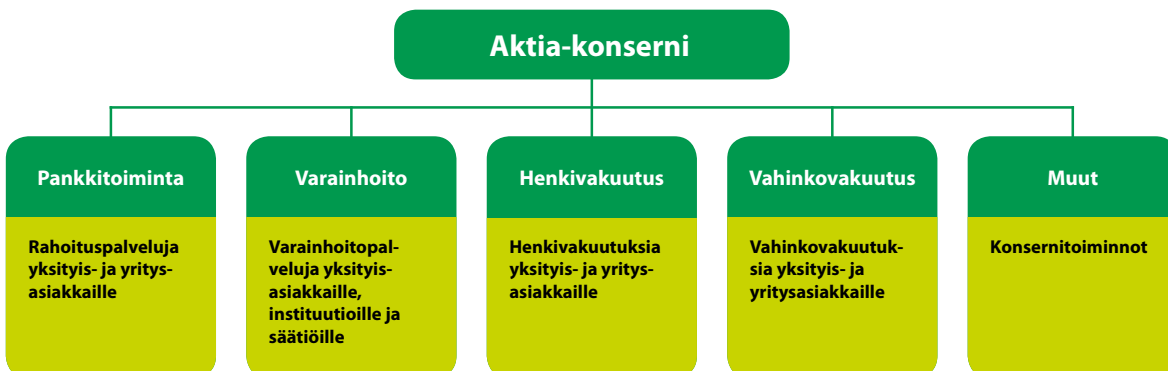 Aktia-konserni
Pankkitoiminta
Rahoituspalveluja
yksityis- ja yritys-
asiakkaille
Varainhoito
Varainhoitopal-
veluja yksityis-
asiakkaille,
instituutioille ja
säätiöille
Henkivakuutus
Henkivakuutuksia
yksityis- ja yritys-
asiakkaille
Vahinkovakuutus
Vahinkovakuutuk-
sia yksityis- ja
yritysasiakkaille
Muut
Konsernitoiminnot